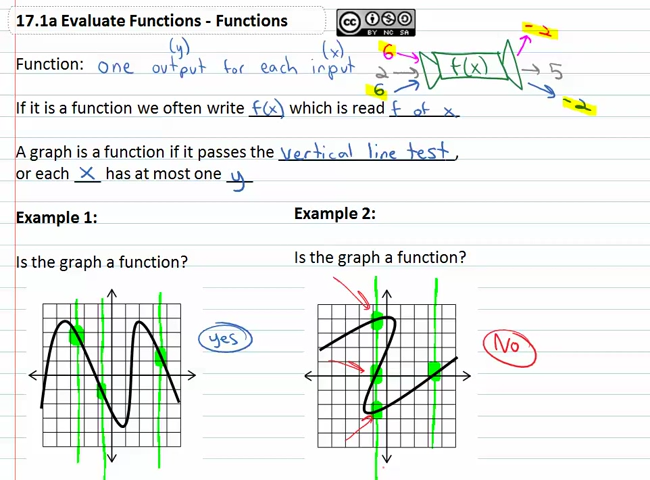 17.1a Evaluate Functions - Functions
CC BY NC SA
(y) (x)
Function: one output for each input
6 -2
2 f(x) 5
6 -2
If it is a function we often write f(x) which is read f of x
A graph is a function if it passes the vertical line test,
or each x has at most one y
Example 1:
Is the graph a function?
yes
Example 2:
Is the graph a function?
No